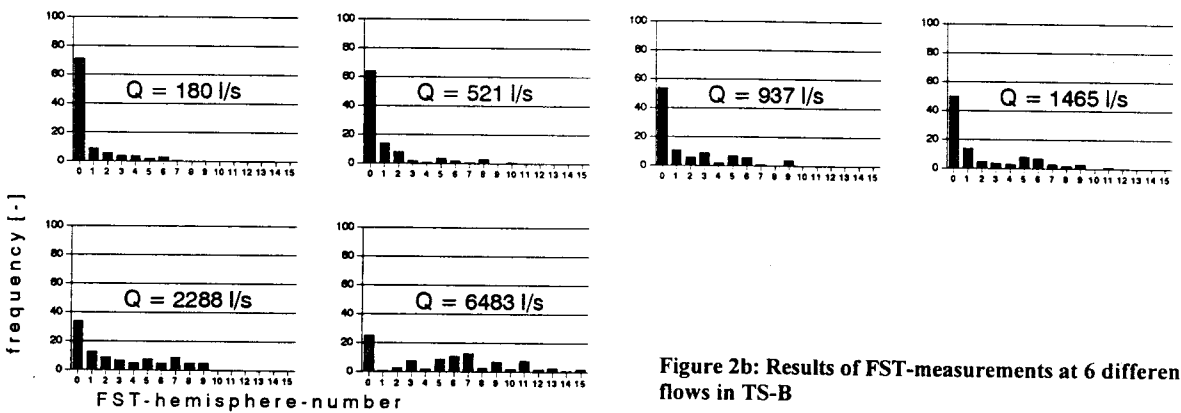 100
80
60
40
20
0
Q = 180 l/s
0 1 2 3 4 5 6 7 8 9 10 11 12 13 14 15
100
80
60
40
20
0
Q = 521 l/s
0 1 2 3 4 5 6 7 8 9 10 11 12 13 14 15
100
80
60
40
20
0
Q = 937 l/s
0 1 2 3 4 5 6 7 8 9 10 11 12 13 14 15
100
80
60
40
20
0
Q = 1465 l/s
0 1 2 3 4 5 6 7 8 9 10 11 12 13 14 15
frequency [-]
100
80
60
40
20
0
Q = 2288 l/s
0 1 2 3 4 5 6 7 8 9 10 11 12 13 14 15
100
80
60
40
20
0
Q = 6483 l/s
0 1 2 3 4 5 6 7 8 9 10 11 12 13 14 15
FST-hemisphere-number
Figure 2b: Results of FST-measurements at 6 differen
flows in TS-B